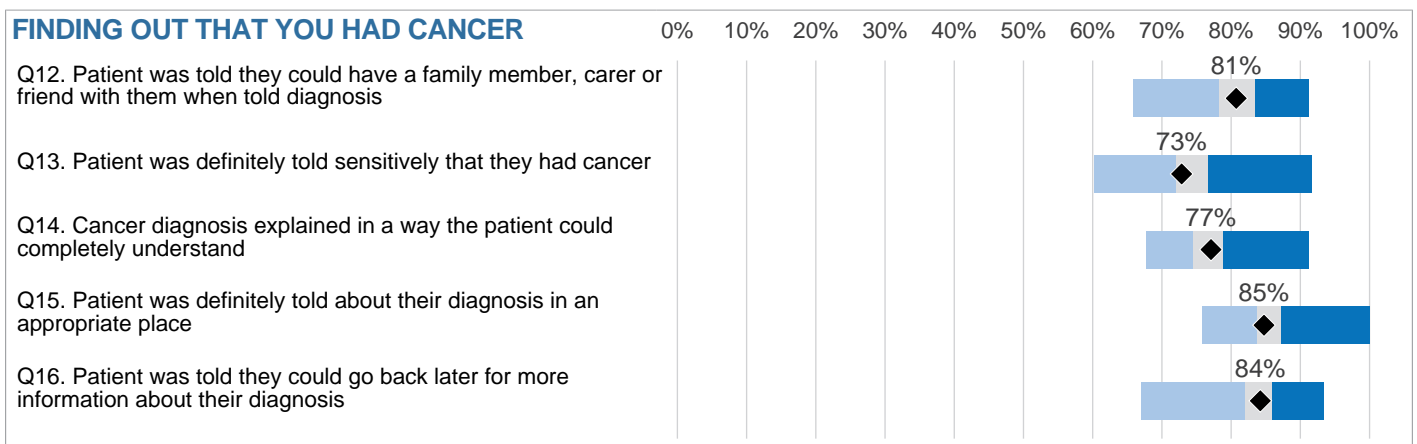 FINDING OUT THAT YOU HAD CANCER
0% 10% 20% 30% 40% 50% 60% 70% 80% 90% 100%
Q12. Patient was told they could have a family member, carer or
friend with them when told diagnosis
81%
Q13. Patient was definitely told sensitively that they had cancer
73%
Q14. Cancer diagnosis explained in a way the patient could
completely understand
77%
Q15. Patient was definitely told about their diagnosis in an
appropriate place
85%
Q16. Patient was told they could go back later for more
information about their diagnosis
84%